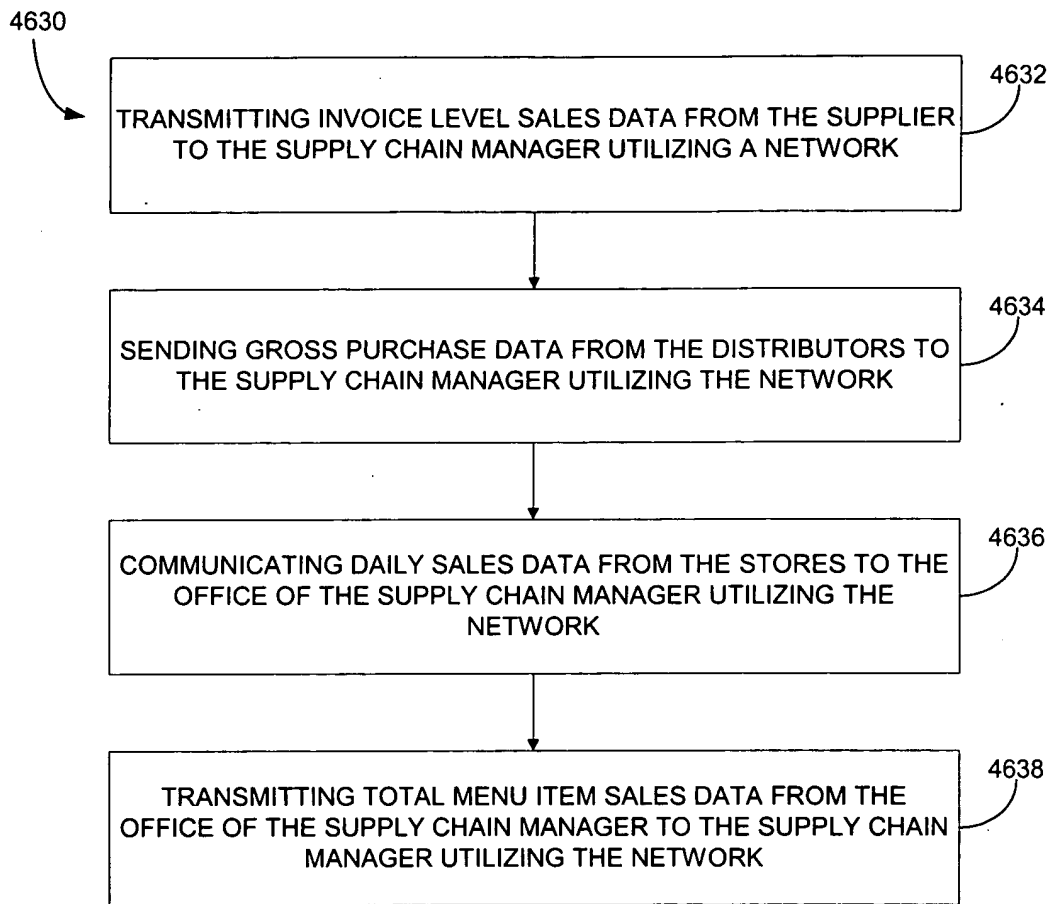 4630
4632
TRANSMITTING INVOICE LEVEL SALES DATA FROM THE SUPPLIER
TO THE SUPPLY CHAIN MANAGER UTILIZING A NETWORK
4634
SENDING GROSS PURCHASE DATA FROM THE DISTRIBUTORS TO
THE SUPPLY CHAIN MANAGER UTILIZING THE NETWORK
4636
COMMUNICATING DAILY SALES DATA FROM THE STORES TO THE
OFFICE OF THE SUPPLY CHAIN MANAGER UTILIZING THE
NETWORK
4638
TRANSMITTING TOTAL MENU ITEM SALES DATA FROM THE
OFFICE OF THE SUPPLY CHAIN MANAGER TO THE SUPPLY CHAIN
MANAGER UTILIZING THE NETWORK